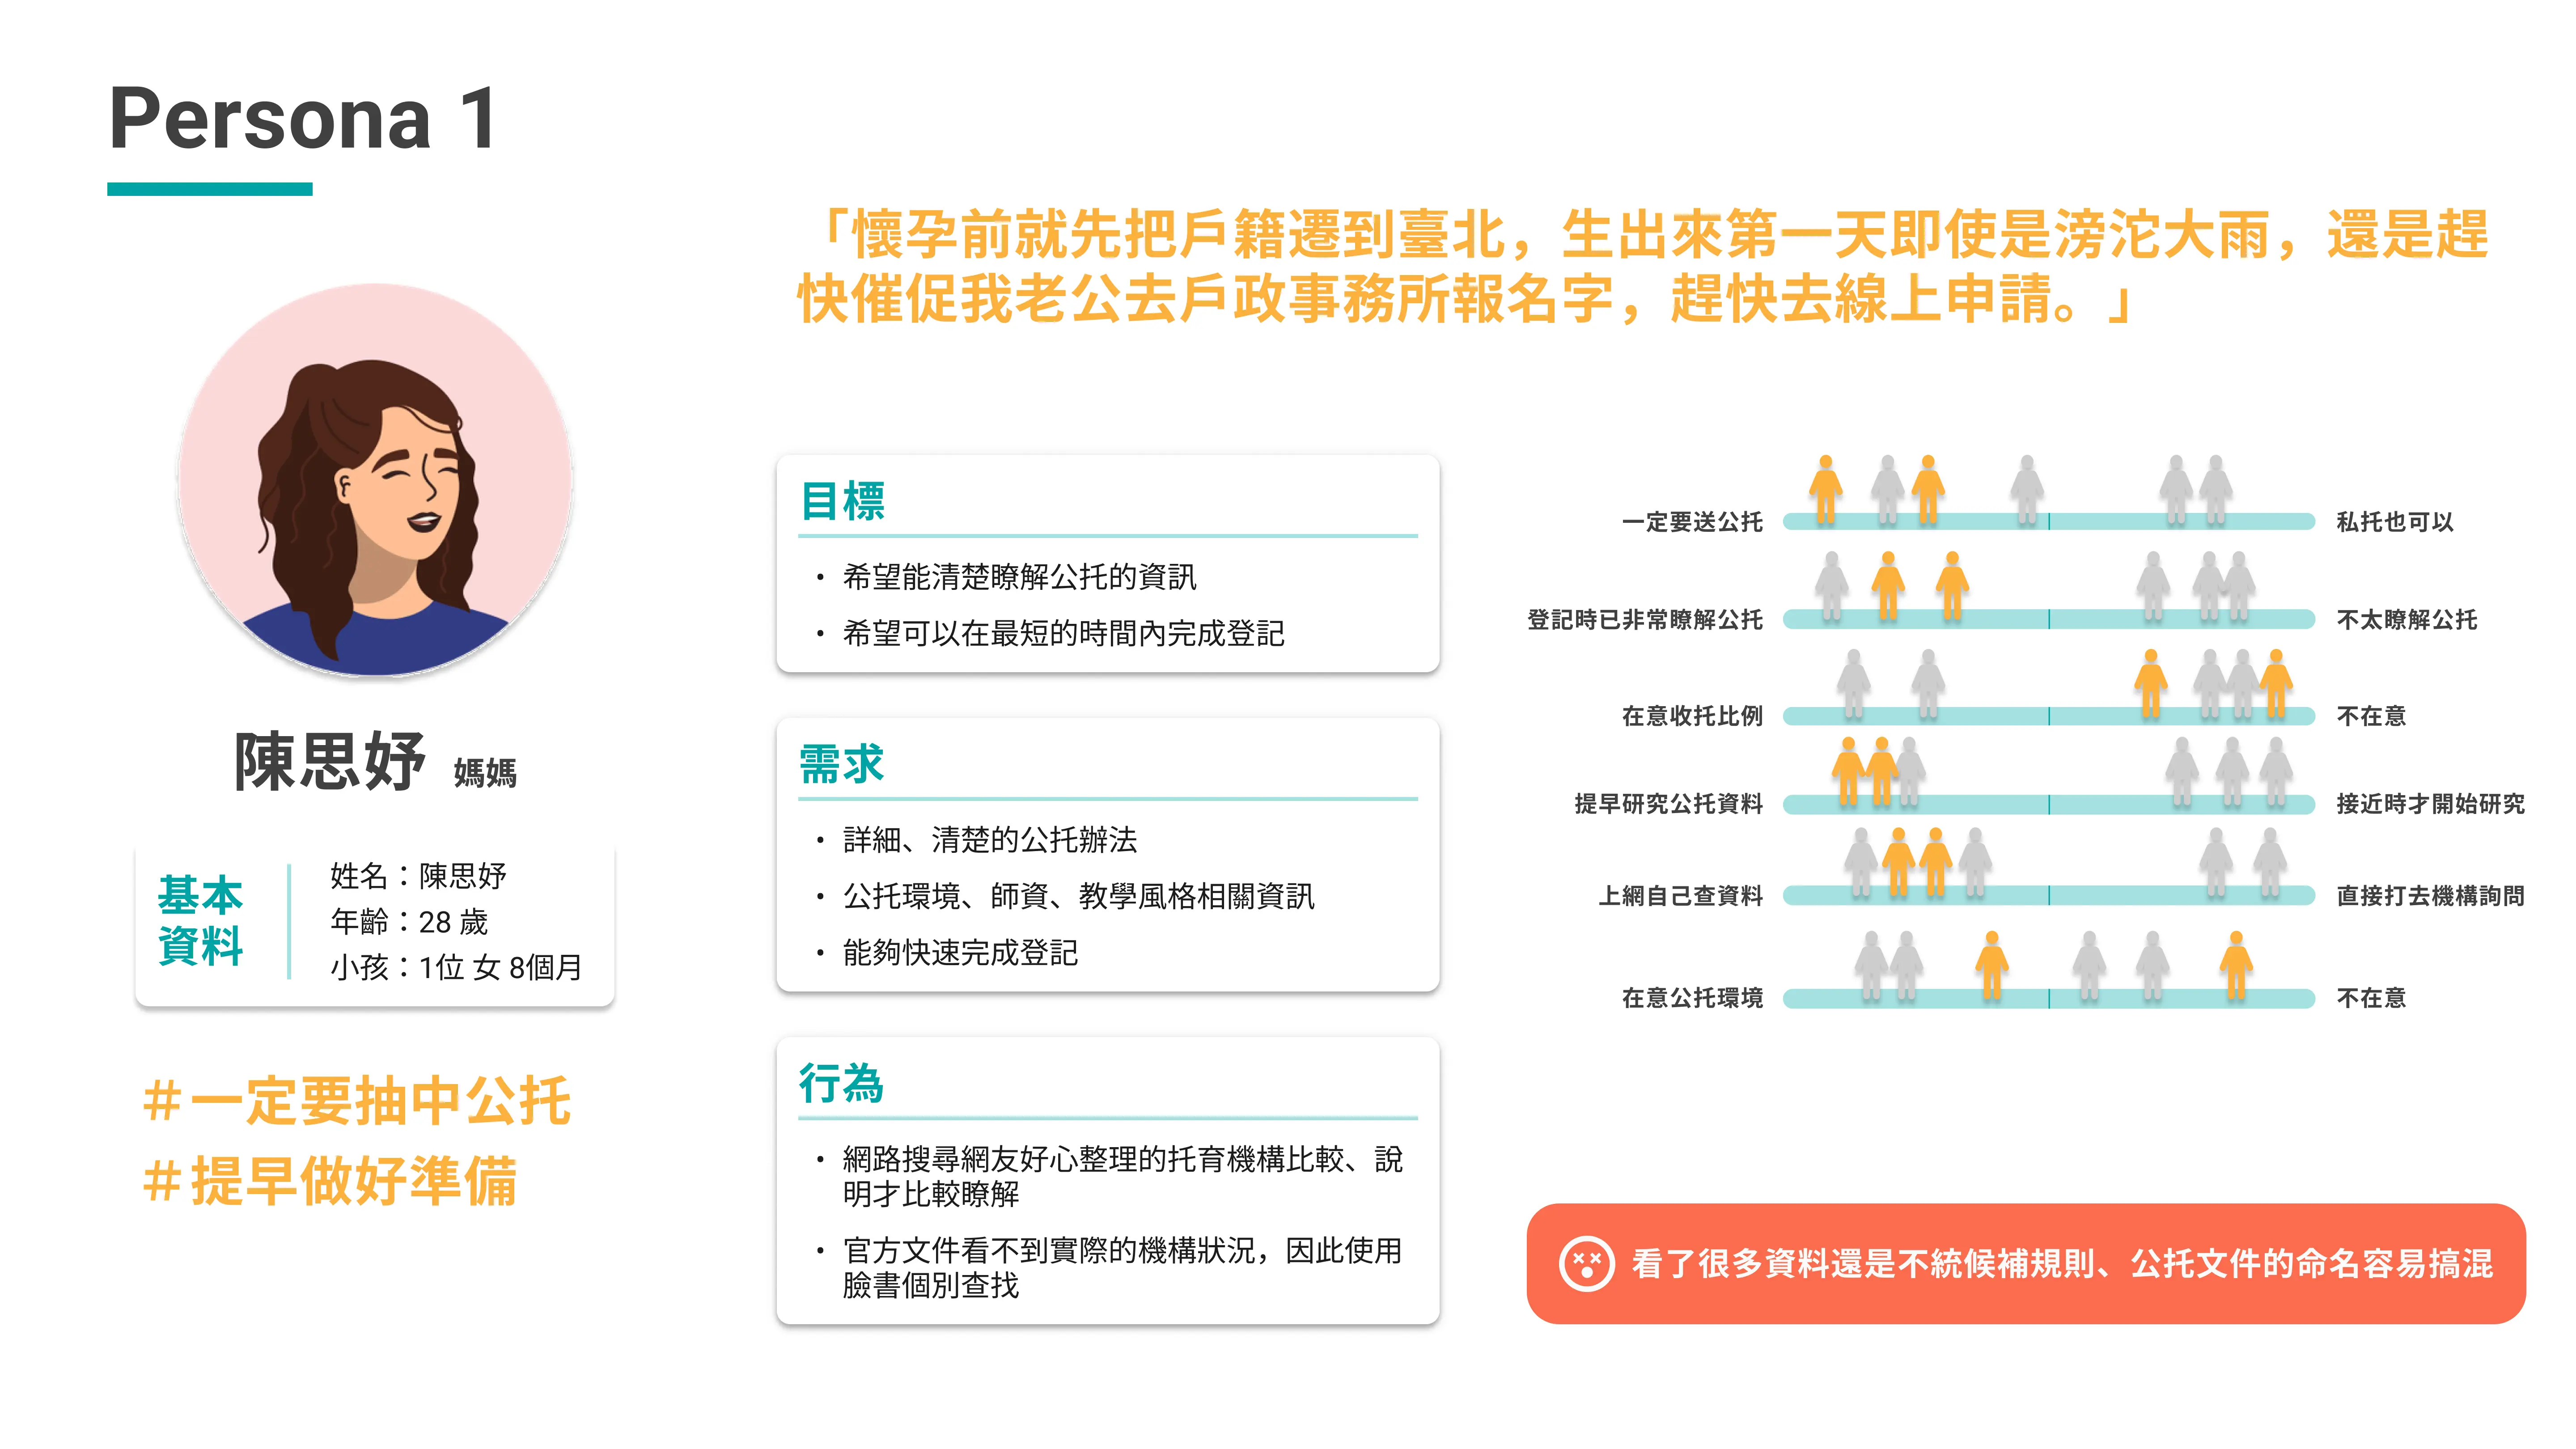 Persona 1
「懷孕前就先把戶籍遷到臺北，生出來第一天即使是滂沱大雨，還是趕
快催促我老公去戶政事務所報名字，趕快去線上申請。」
陳思妤 媽媽
基本
資料
姓名：陳思妤
年齡：28 歲
小孩：1位 女 8個月
#一定要抽中公托
#提早做好準備
目標
• 希望能清楚瞭解公托的資訊
• 希望可以在最短的時間內完成登記
需求
• 詳細、清楚的公托辦法
• 公托環境、師資、教學風格相關資訊
• 能夠快速完成登記
行為
• 網路搜尋網友好心整理的托育機構比較、說
明才比較瞭解
• 官方文件看不到實際的機構狀況，因此使用
臉書個別查找
一定要送公托 私托也可以
登記時已非常瞭解公托 不太瞭解公托
在意收托比例 不在意
提早研究公托資料 接近時才開始研究
上網自己查資料 直接打去機構詢問
在意公托環境 不在意
看了很多資料還是不統候補規則、公托文件的命名容易搞混